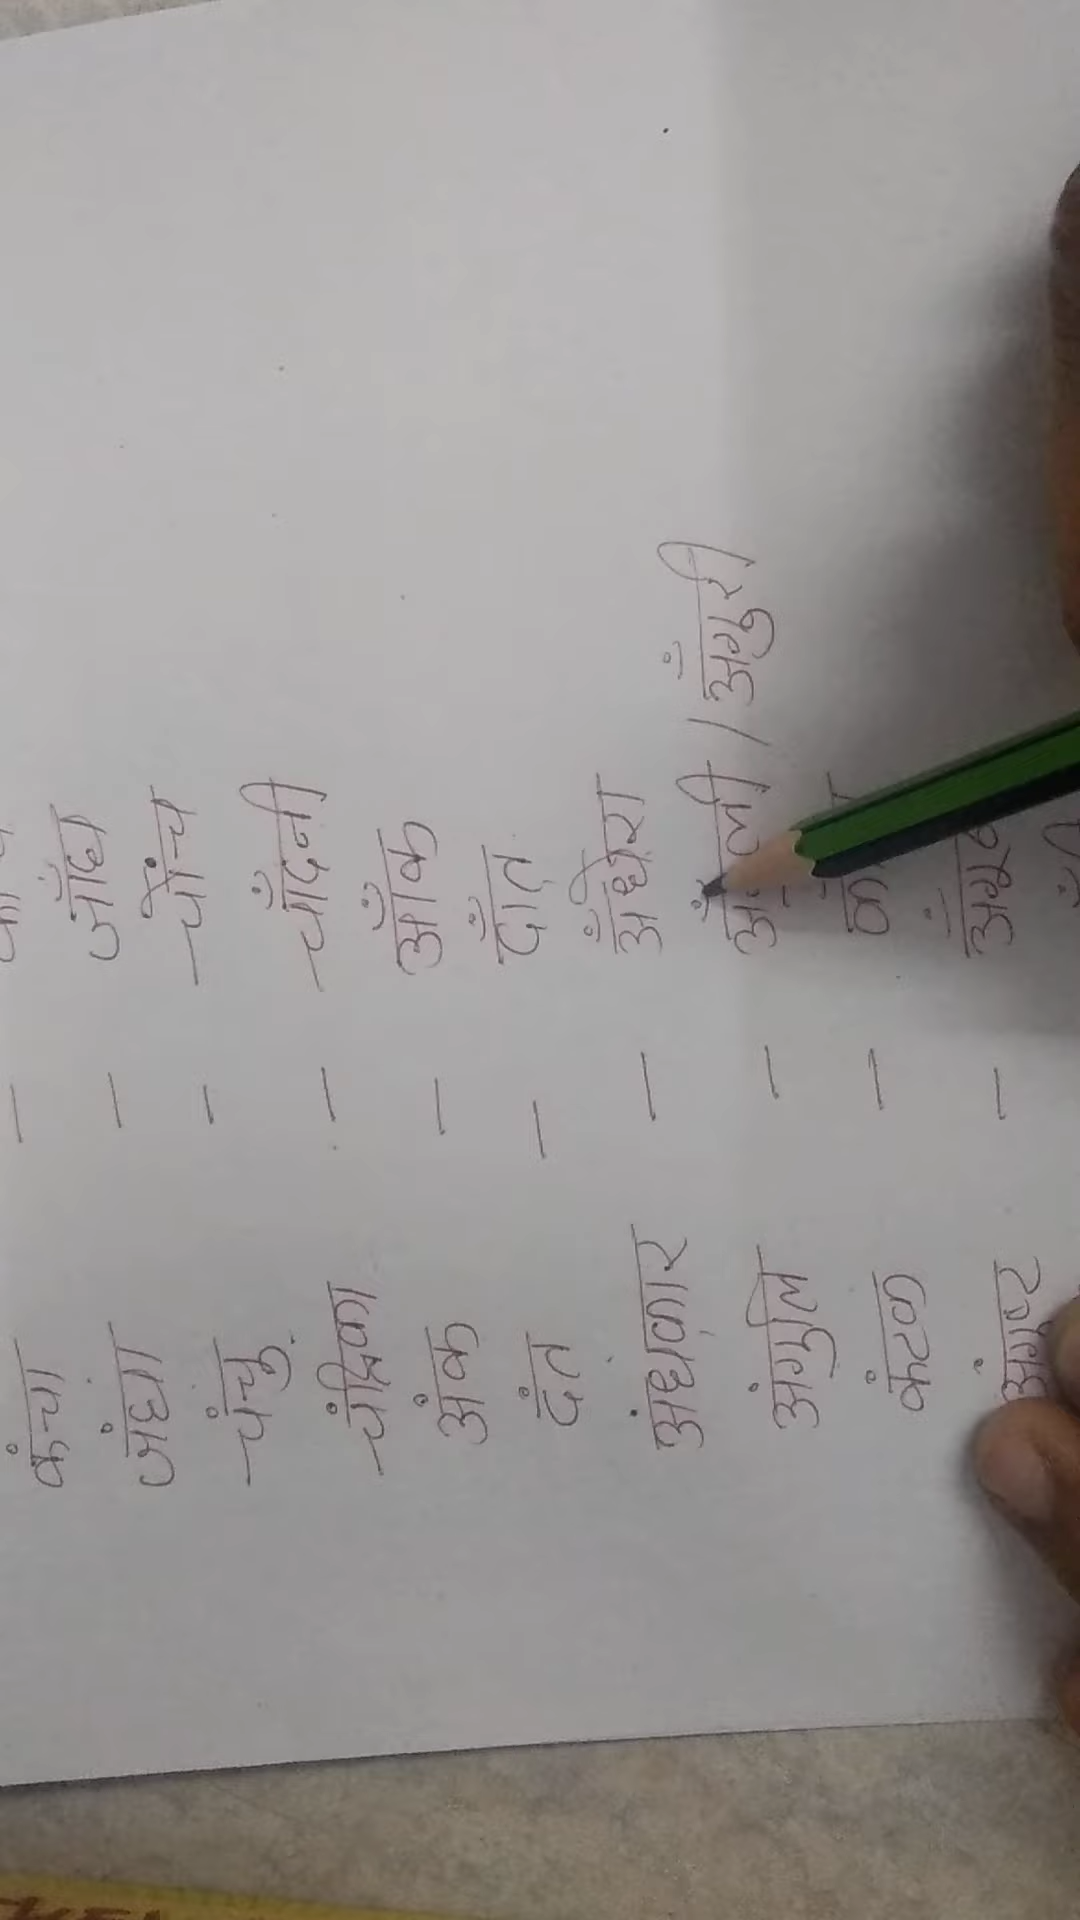 कंचा –
जंघा – जाँघ
चंचु – चोंच
चंद्रिका – चाँदनी
अंक – आँक
दंत – दाँत
अंधकार – अँधेरा
अंगुलि – / अँगुरी
कंटक –